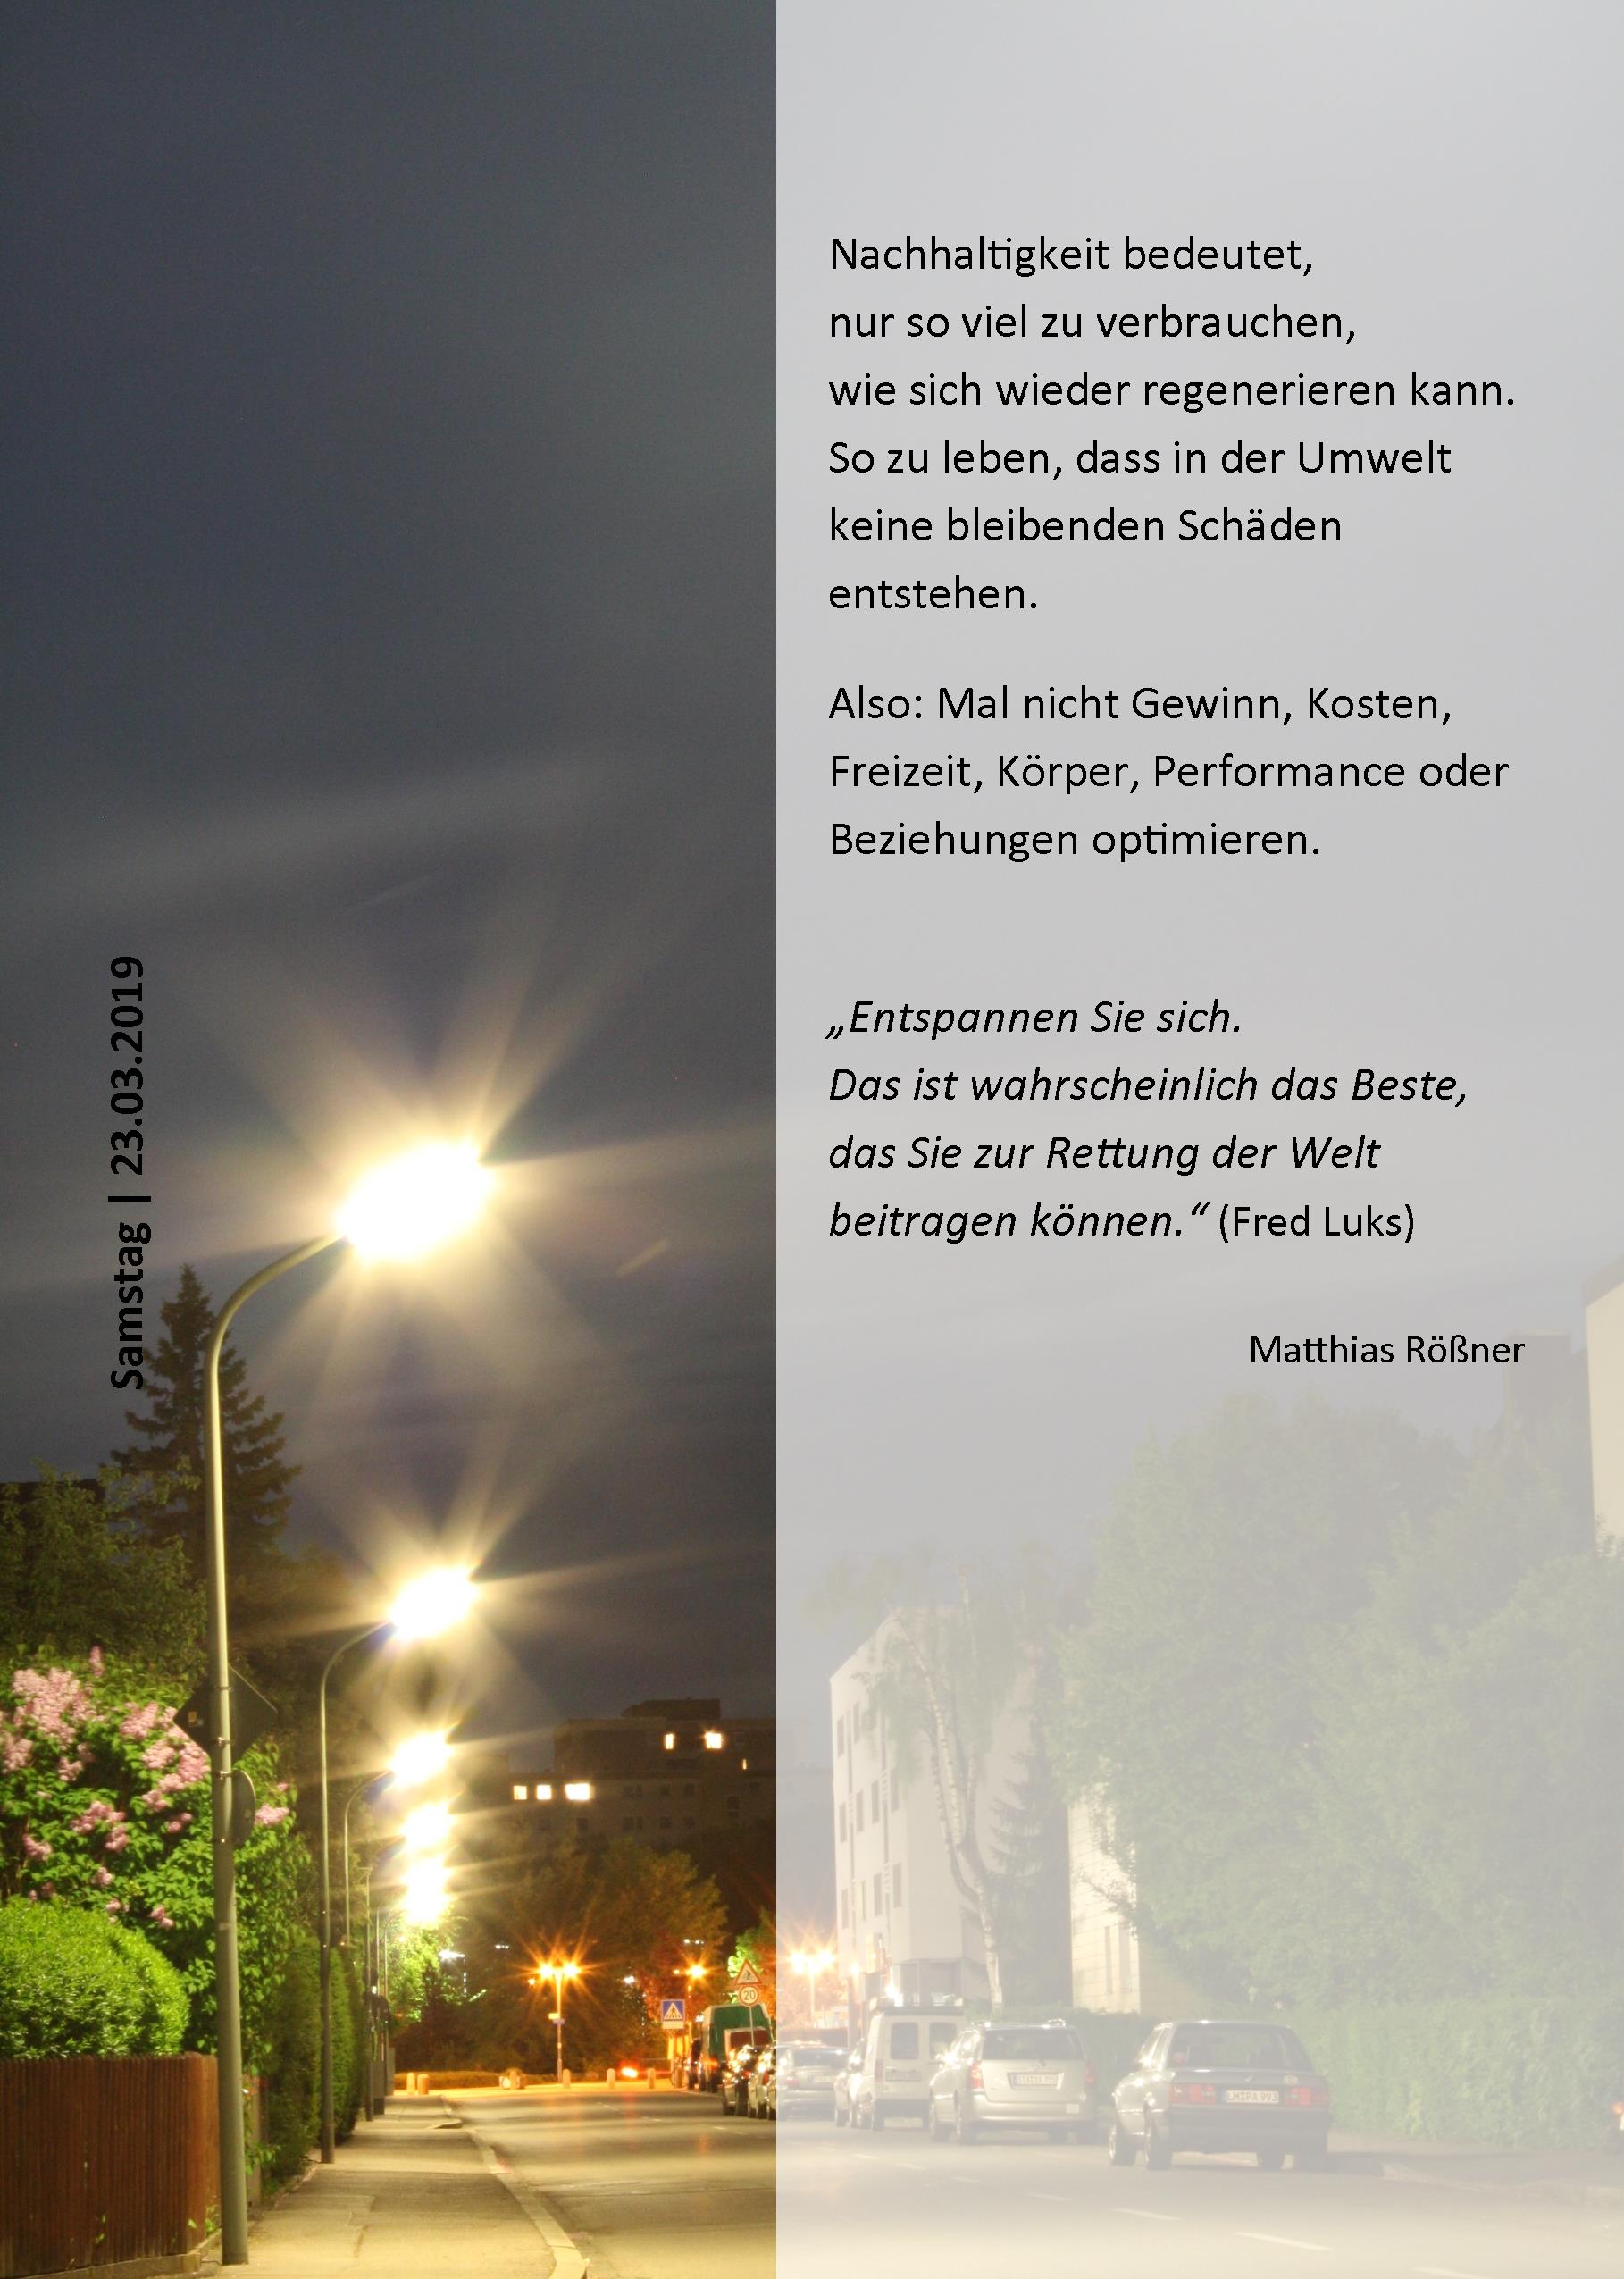 Samstag | 23.03.2019
Nachhaltigkeit bedeutet,
nur so viel zu verbrauchen,
wie sich wieder regenerieren kann.
So zu leben, dass in der Umwelt
keine bleibenden Schäden
entstehen.
Also: Mal nicht Gewinn, Kosten,
Freizeit, Körper, Performance oder
Beziehungen optimieren.
„Entspannen Sie sich.
Das ist wahrscheinlich das Beste,
das Sie zur Rettung der Welt
beitragen können.“ (Fred Luks)
Matthias Rößner
20